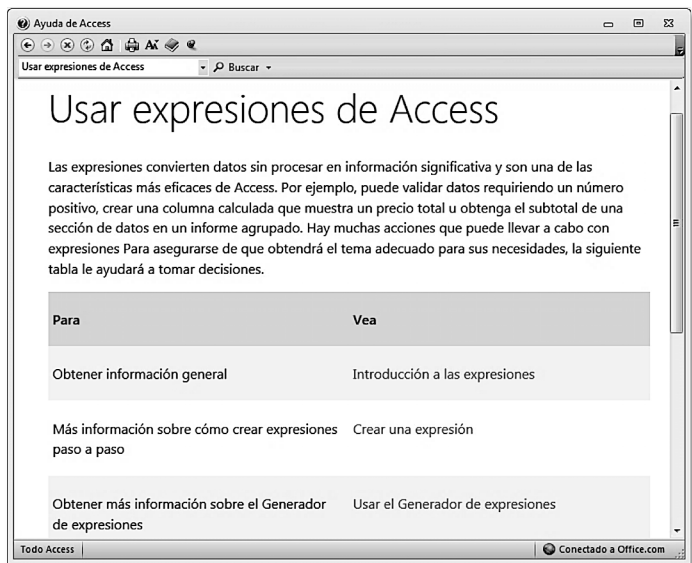 Ayuda de Access
Usar expresiones de Access
Buscar
Usar expresiones de Access
Las expresiones convierten datos sin procesar en información significativa y son una de las
características más eficaces de Access. Por ejemplo, puede validar datos requiriendo un número
positivo, crear una columna calculada que muestra un precio total u obtenga el subtotal de una
sección de datos en un informe agrupado. Hay muchas acciones que puede llevar a cabo con
expresiones Para asegurarse de que obtendrá el tema adecuado para sus necesidades, la siguiente
tabla le ayudará a tomar decisiones.
Para
Vea
Obtener información general
Introducción a las expresiones
Más información sobre cómo crear expresiones
paso a paso
Crear una expresión
Obtener más información sobre el Generador
de expresiones
Usar el Generador de expresiones
Todo Access
Conectado a Office.com